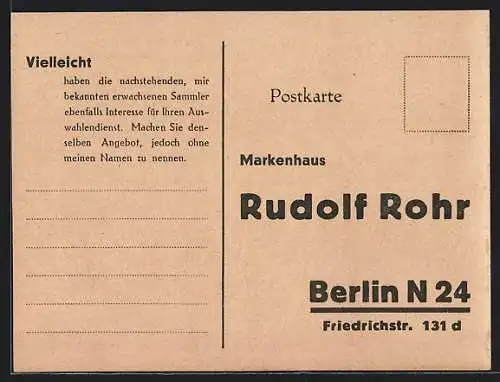 Vielleicht
haben die nachstehenden, mir
bekannten erwachsenen Sammler
ebenfalls Interesse für Ihren Aus-
wahlendienst. Machen Sie den-
selben Angebot, jedoch ohne
meinen Namen zu nennen.
Postkarte
Markenhaus
Rudolf Rohr
Berlin N 24
Friedrichstr. 131 d